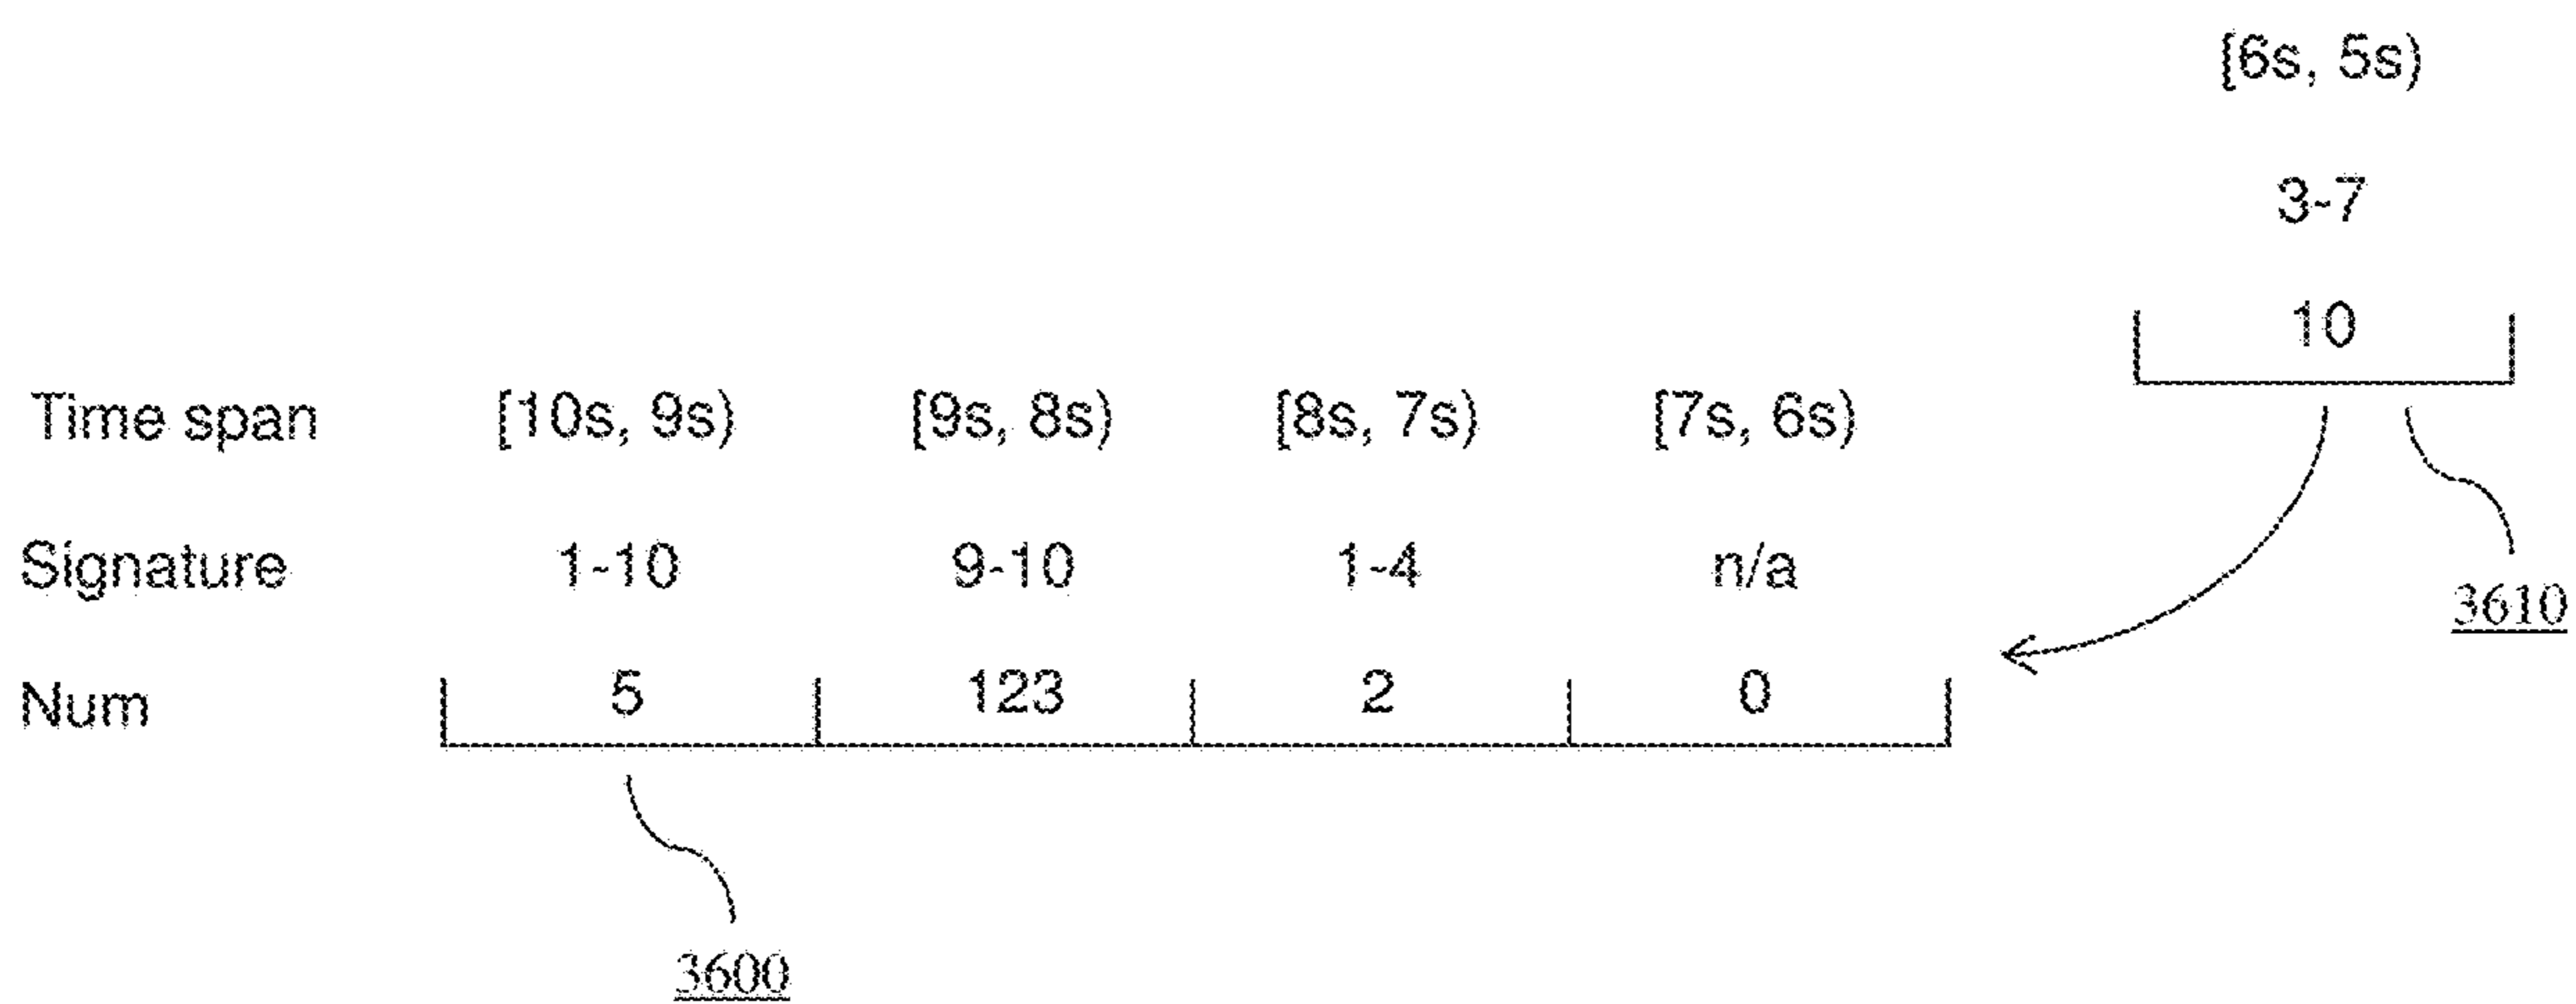 [6s, 5s)
3-7
10
Time span [10s, 9s) [9s, 8s) [8s, 7s) [7s, 6s)
Signature 1-10 9-10 1-4 n/a
3610
Num 5 123 2 0
3600